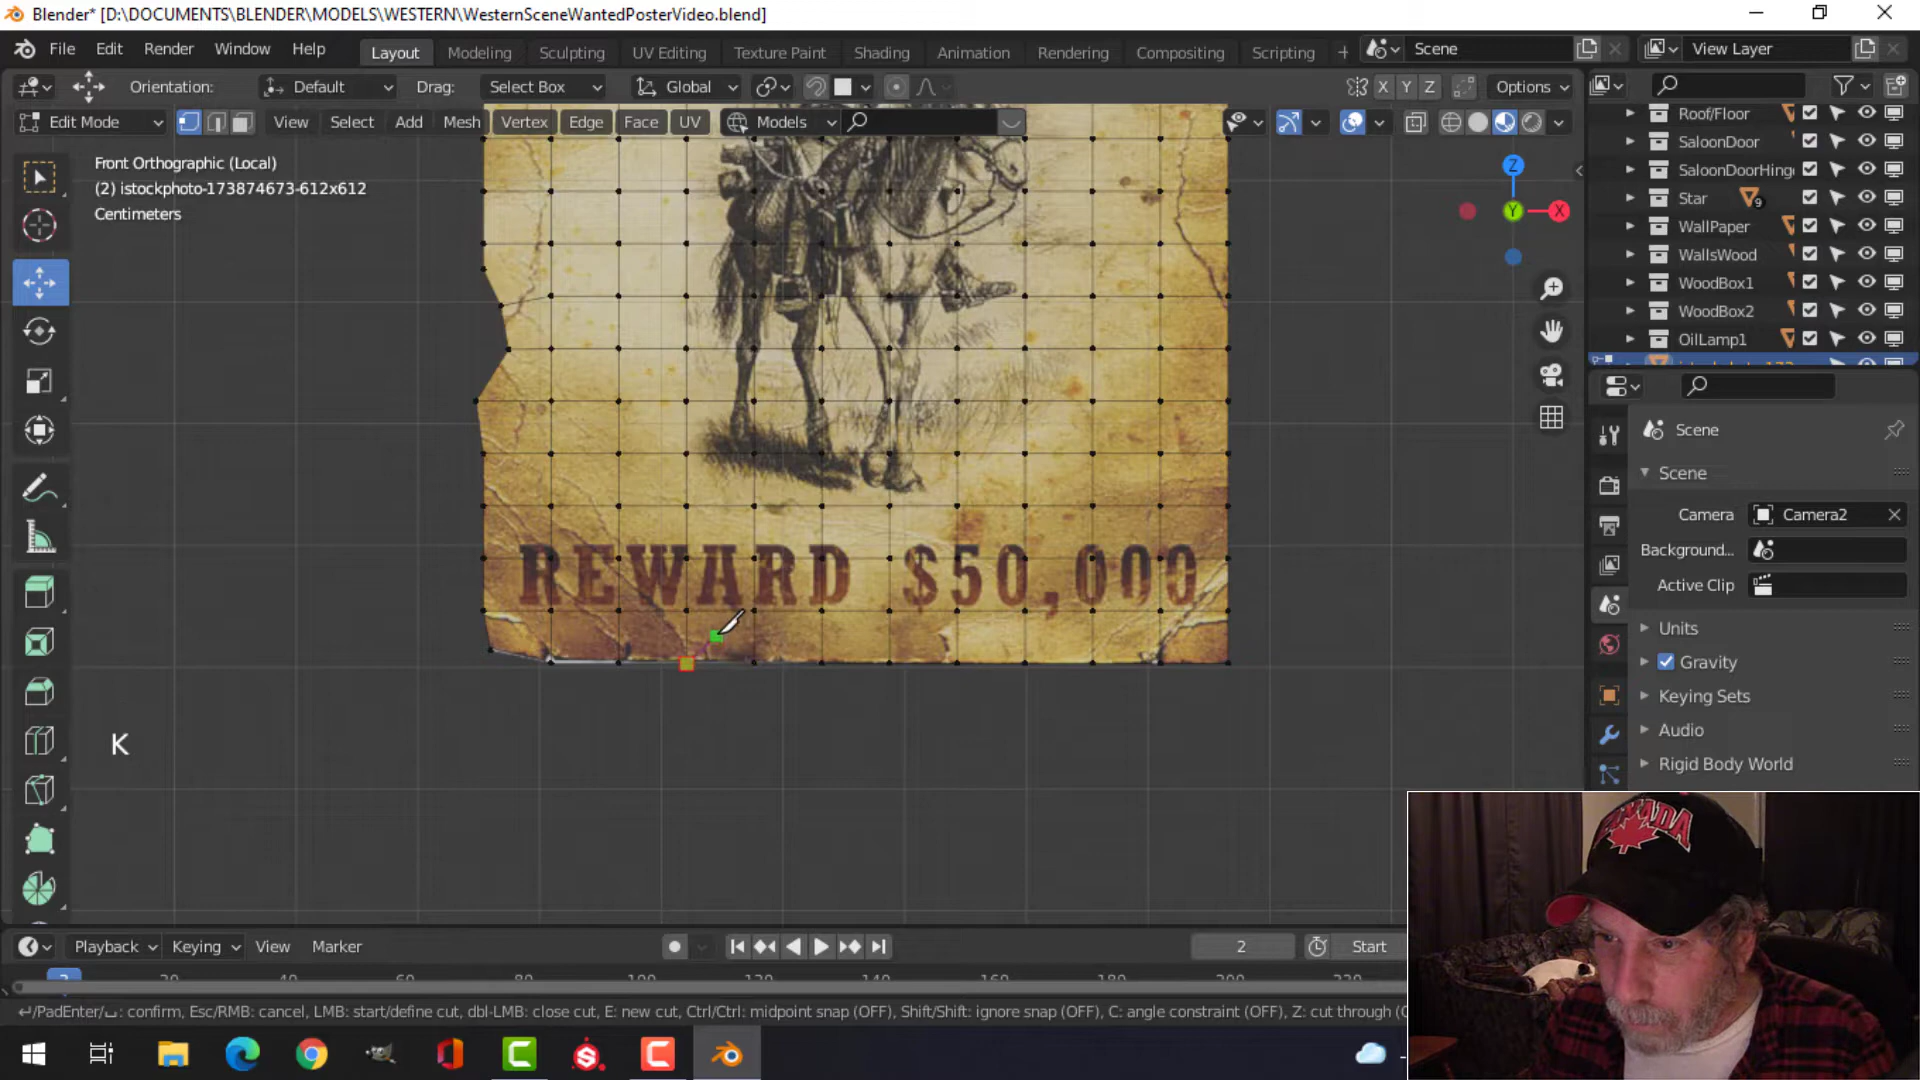 Blender* [D:\DOCUMENTS\BLENDER\MODELS\WESTERN\WesternSceneWantedPosterVideo.blend]
File Edit Render Window Help Layout Modeling Sculpting UV Editing Texture Paint Shading Animation Rendering Compositing Scripting + Scene View Layer
Orientation: Default Drag: Select Box Global X Y Z Options
Edit Mode View Select Add Mesh Vertex Edge Face UV Models
Front Orthographic (Local)
(2) istockphoto-173874673-612x612
Centimeters
Z
Y
X
Roof/Floor
SaloonDoor
SaloonDoorHing
Star 9
WallPaper
WallsWood
WoodBox1
WoodBox2
OilLamp1
Scene
Scene
Camera Camera2
Background...
Active Clip
Units
Gravity
Keying Sets
Audio
Rigid Body World
REWARD $50,000
K
CANADA
Playback Keying View Marker 2 Start
2
/PadEnter/ : confirm, Esc/RMB: cancel, LMB: start/define cut, dbl-LMB: close cut, E: new cut, Ctrl/Ctrl: midpoint snap (OFF), Shift/Shift: ignore snap (OFF), C: angle constraint (OFF), Z: cut through (